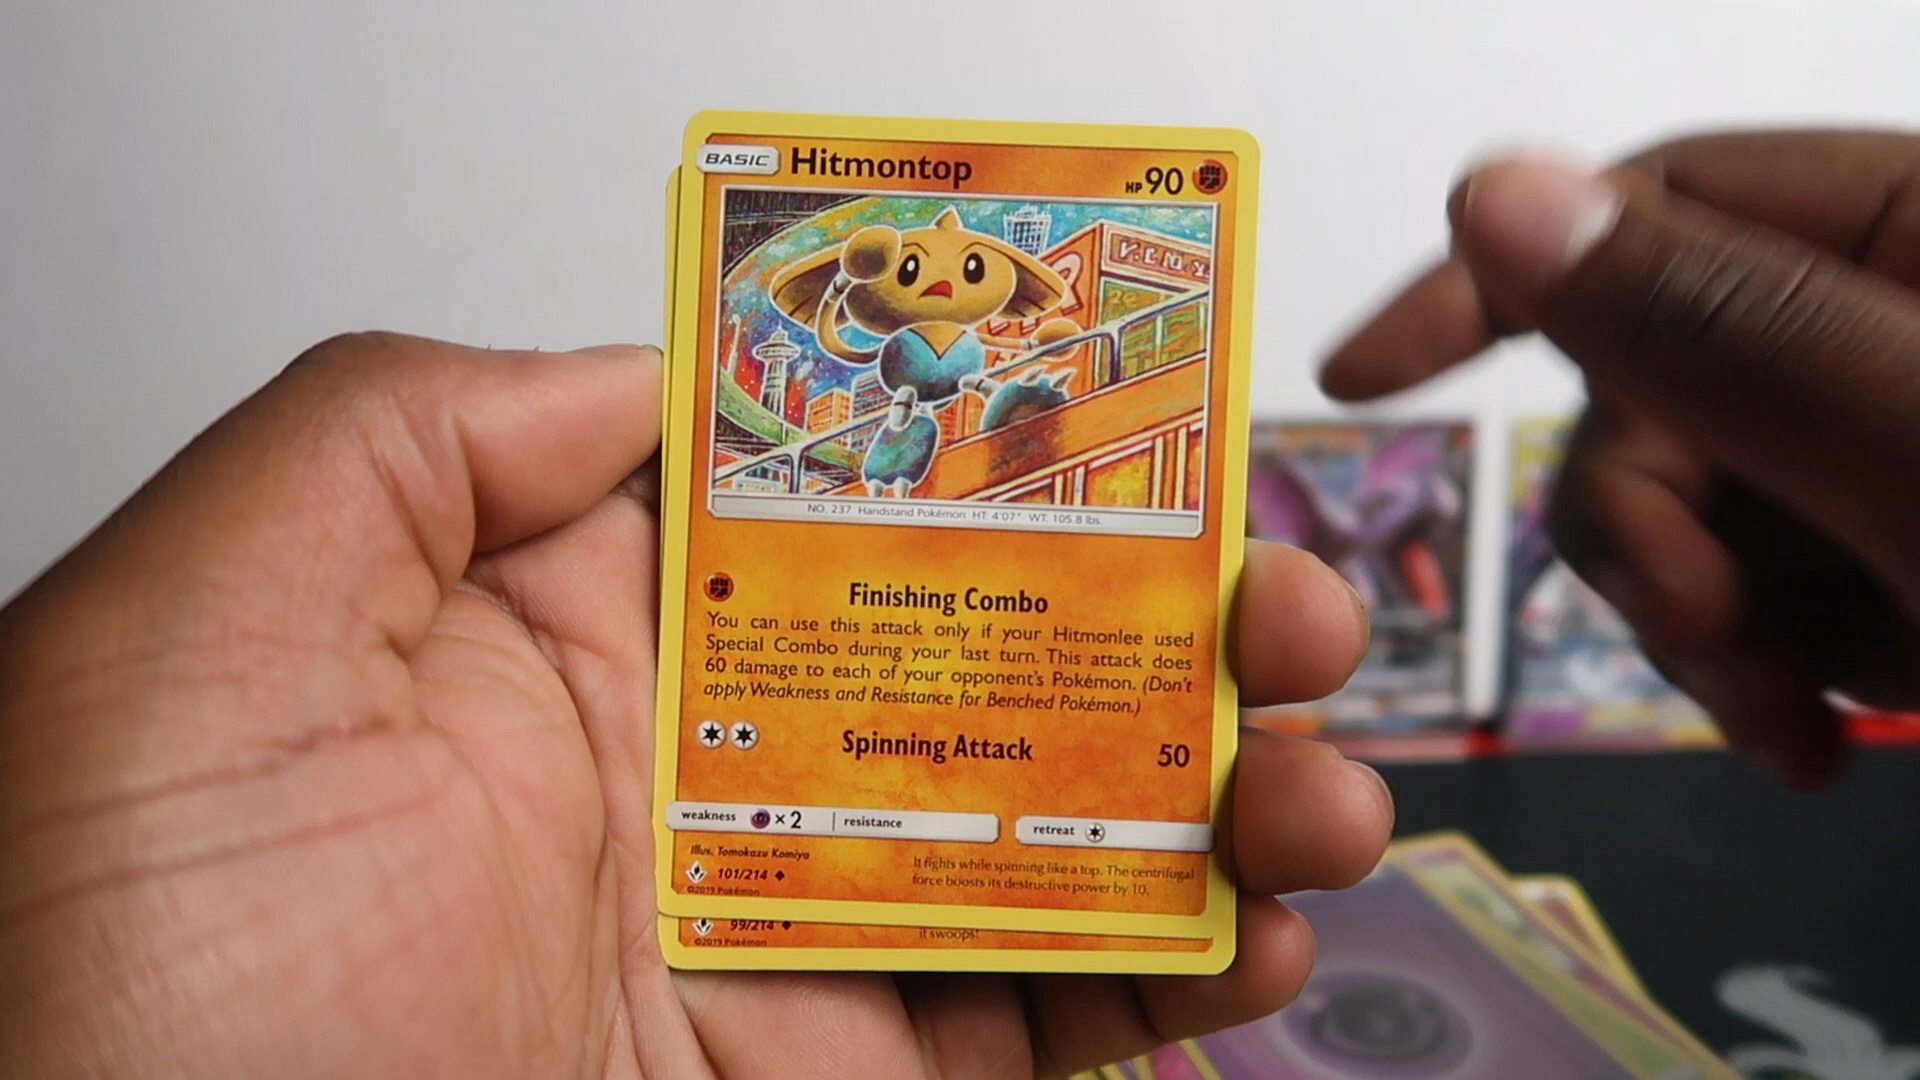 BASIC Hitmontop HP 90
NO. 237 Handstand Pokémon HT: 4'07" WT: 105.8 lbs.
Finishing Combo
You can use this attack only if your Hitmonlee used
Special Combo during your last turn. This attack does
60 damage to each of your opponent's Pokémon. (Don't
apply Weakness and Resistance for Benched Pokémon.)
Spinning Attack 50
weakness ×2 resistance retreat
Illus. Tomokazu Komiya
It fights while spinning like a top. The centrifugal
force boosts its destructive power by 10.
101/214
©2019 Pokémon
99/214
it swoops!
©2019 Pokémon